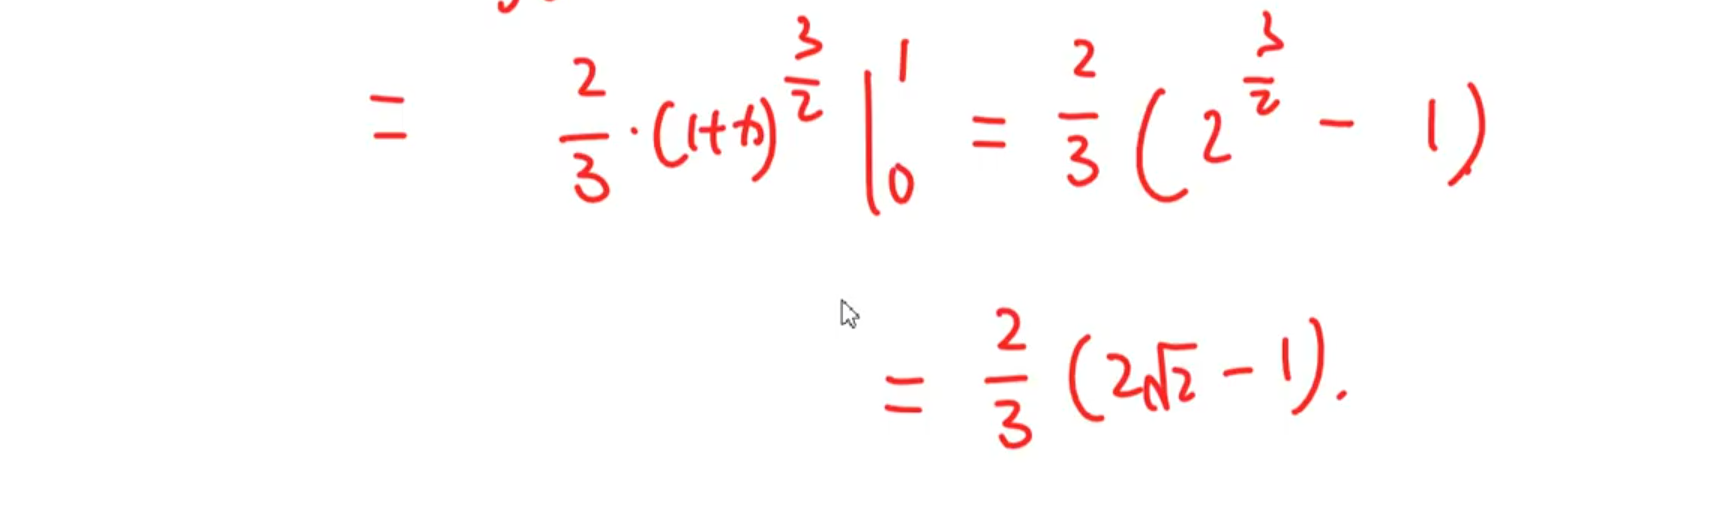 = 2/3 · (1+x)^{3/2} |_0^1 = 2/3 (2^{3/2} - 1)
= 2/3 (2√2 - 1).